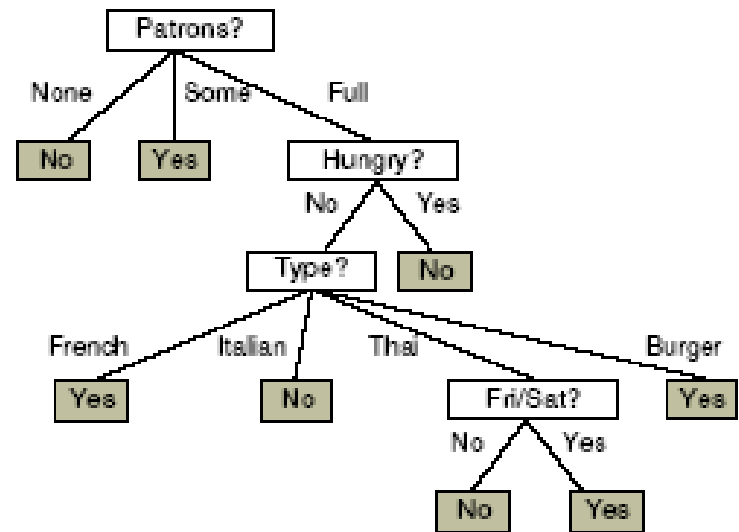 Patrons?
None Some Full
No Yes Hungry?
No Yes
Type? No
French Italian Thai Burger
Yes No Fri/Sat? Yes
No Yes
No Yes